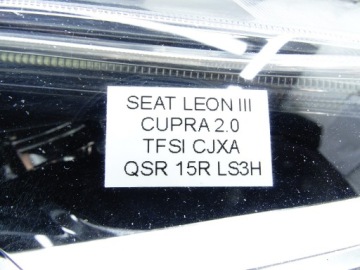 SEAT LEON III
CUPRA 2.0
TFSI CJXA
QSR 15R LS3H